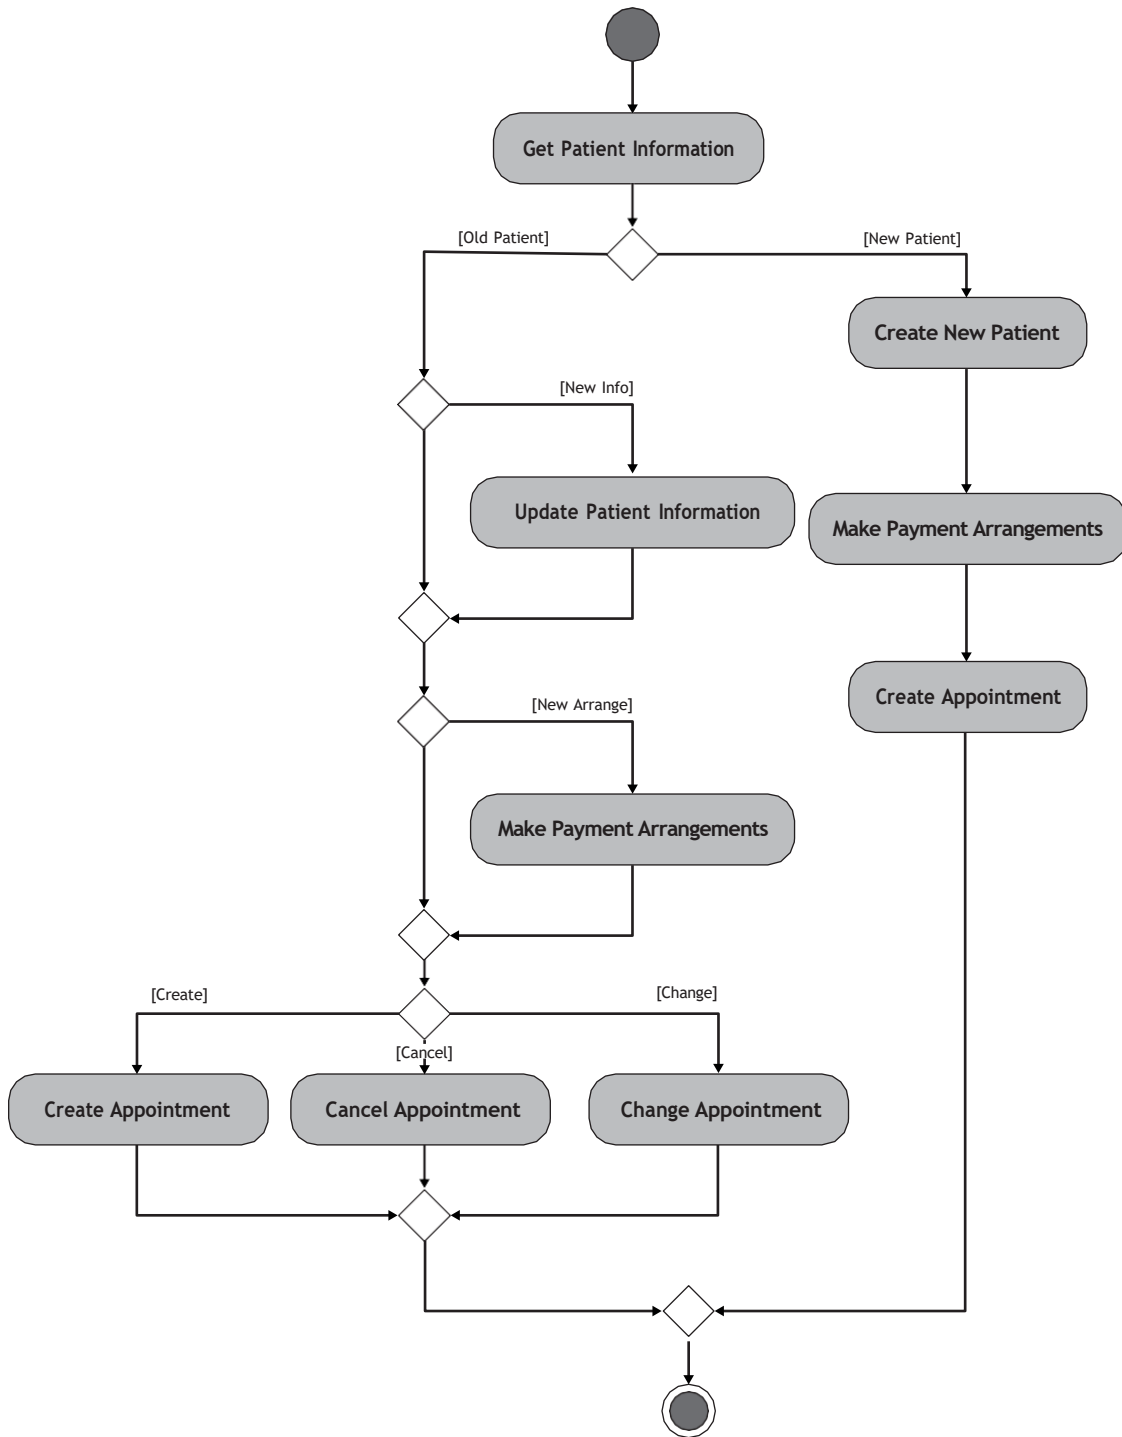 Get Patient Information
[Old Patient]
[New Patient]
Create New Patient
[New Info]
Update Patient Information
Make Payment Arrangements
Create Appointment
[New Arrange]
Make Payment Arrangements
[Create]
[Change]
[Cancel]
Create Appointment
Cancel Appointment
Change Appointment